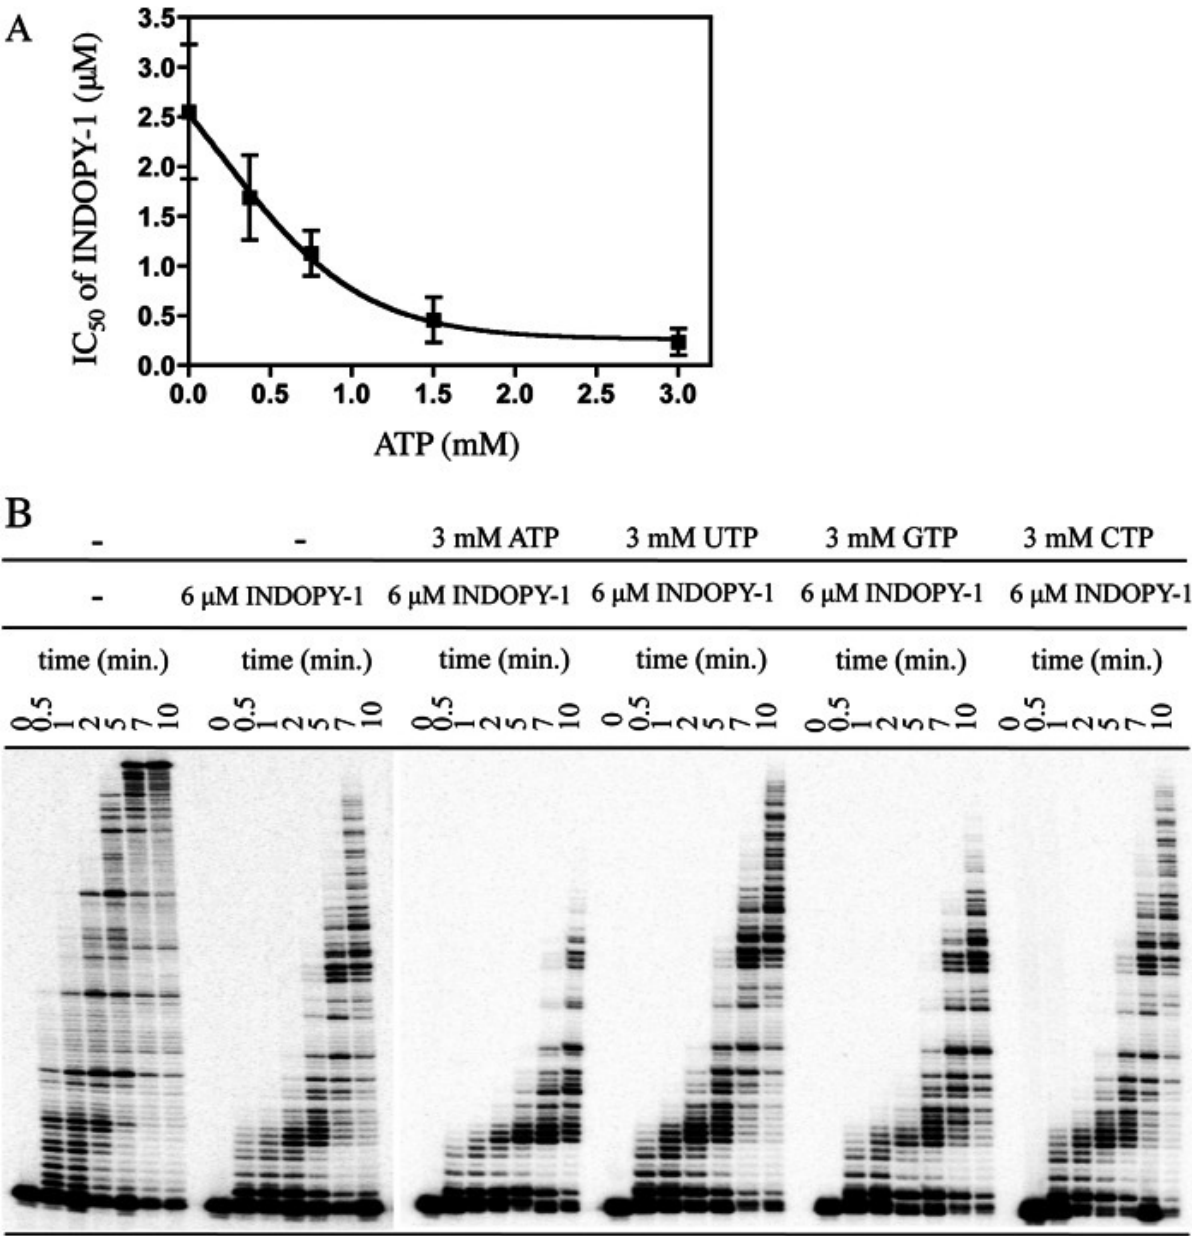 A
IC50 of INDOPY-1 (μM)
3.5
3.0
2.5
2.0
1.5
1.0
0.5
0.0
0.0 0.5 1.0 1.5 2.0 2.5 3.0
ATP (mM)
B
- - 3 mM ATP 3 mM UTP 3 mM GTP 3 mM CTP
- 6 μM INDOPY-1 6 μM INDOPY-1 6 μM INDOPY-1 6 μM INDOPY-1 6 μM INDOPY-1
time (min.) time (min.) time (min.) time (min.) time (min.) time (min.)
0 0.5 1 2 5 7 10 0 0.5 1 2 5 7 10 0 0.5 1 2 5 7 10 0 0.5 1 2 5 7 10 0 0.5 1 2 5 7 10 0 0.5 1 2 5 7 10